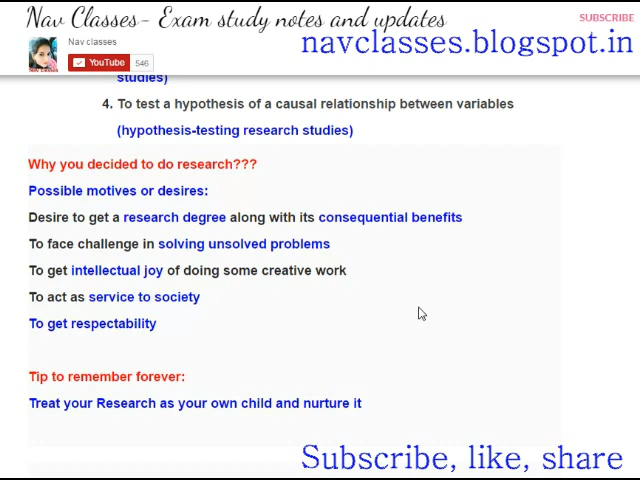 Nav Classes- Exam study notes and updates
SUBSCRIBE
navclasses.blogspot.in
Nav classes
YouTube 546
studies)
4. To test a hypothesis of a causal relationship between variables
(hypothesis-testing research studies)
Why you decided to do research???
Possible motives or desires:
Desire to get a research degree along with its consequential benefits
To face challenge in solving unsolved problems
To get intellectual joy of doing some creative work
To act as service to society
To get respectability
Tip to remember forever:
Treat your Research as your own child and nurture it
Subscribe, like, share